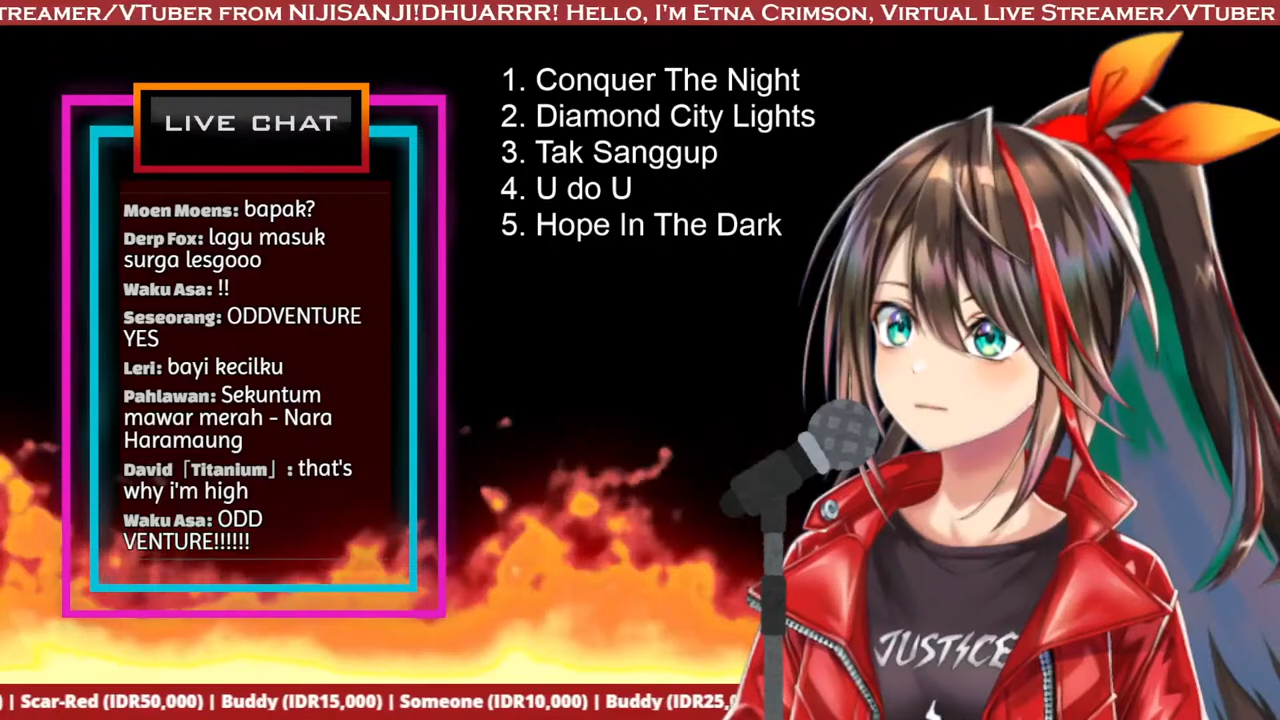 TREAMER/VTUBER FROM NIJISANJI!DHUARRR! HELLO, I'M ETNA CRIMSON, VIRTUAL LIVE STREAMER/VTUBER
LIVE CHAT
Moen Moens: bapak?
Derp Fox: lagu masuk
surga lesgooo
Waku Asa: !!
Seseorang: ODDVENTURE
YES
Leri: bayi kecilku
Pahlawan: Sekuntum
mawar merah - Nara
Haramaung
David「Titanium」: that's
why i'm high
Waku Asa: ODD
VENTURE!!!!!!
1. Conquer The Night
2. Diamond City Lights
3. Tak Sanggup
4. U do U
5. Hope In The Dark
JUSTICE
) | Scar-Red (IDR50,000) | Buddy (IDR15,000) | Someone (IDR10,000) | Buddy (IDR25,0